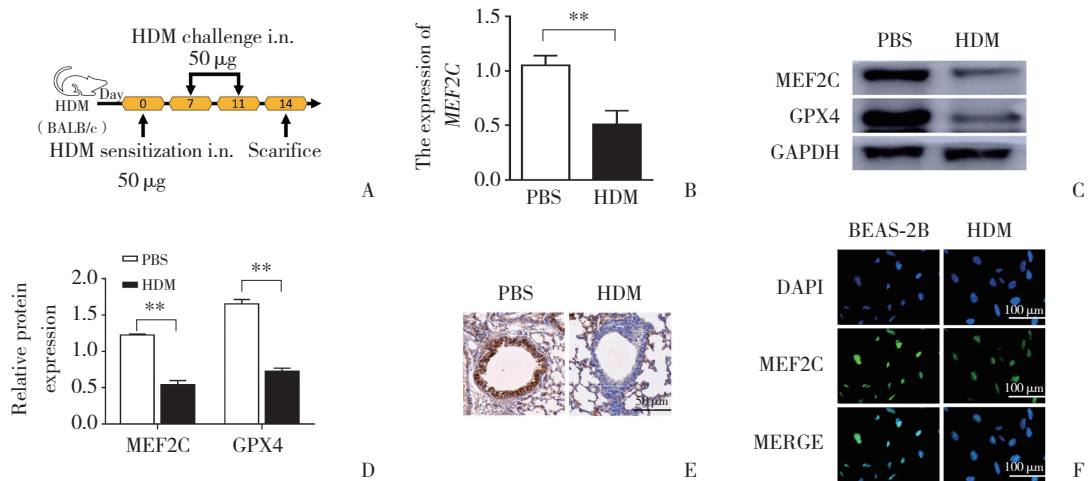 HDM challenge i.n.
50 μg
Day
HDM
0
7
11
14
( BALB/c)
HDM sensitization i.n.
Scarifice
50 μg
A
The expression of
MEF2C
1.5
1.0
0.5
0.0
**
PBS
HDM
B
PBS
HDM
MEF2C
GPX4
GAPDH
C
Relative protein
expression
2.0
1.5
1.0
0.5
0.0
PBS
HDM
**
**
MEF2C
GPX4
D
PBS
HDM
50 μm
E
BEAS-2B
HDM
DAPI
100 μm
MEF2C
100 μm
MERGE
100 μm
F